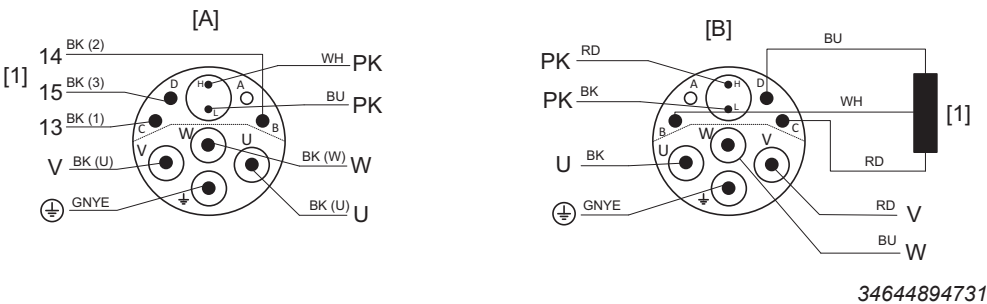 [A]
[B]
14 BK (2)
WH PK
[1]
15 BK (3)
BU PK
13 BK (1)
D H A
L
C B
W
V U
V BK (U)
BK (W) W
GNYE
BK (U) U
PK RD
BU
PK BK
WH
[1]
A H D
L
B C
W
U V
U BK
RD
GNYE
RD V
BU W
34644894731